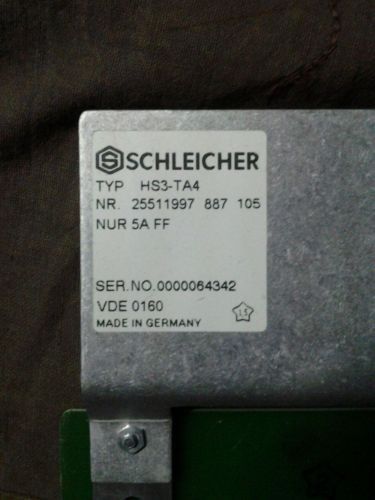 SCHLEICHER
TYP HS3-TA4
NR. 25511997 887 105
NUR 5A FF
SER.NO.0000064342
VDE 0160
MADE IN GERMANY